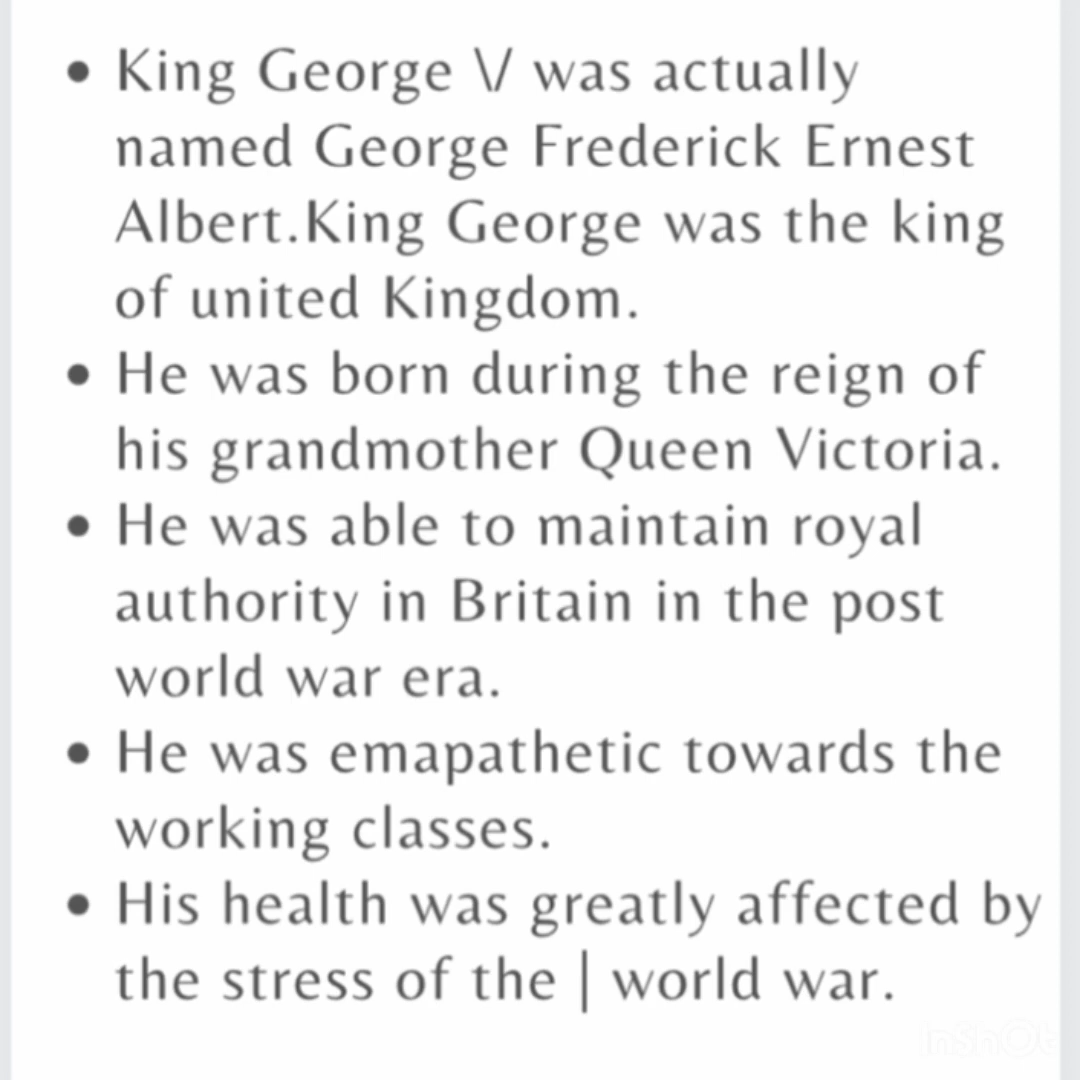 • King George \/ was actually
named George Frederick Ernest
Albert.King George was the king
of united Kingdom.
• He was born during the reign of
his grandmother Queen Victoria.
• He was able to maintain royal
authority in Britain in the post
world war era.
• He was emapathetic towards the
working classes.
• His health was greatly affected by
the stress of the | world war.
InShOt